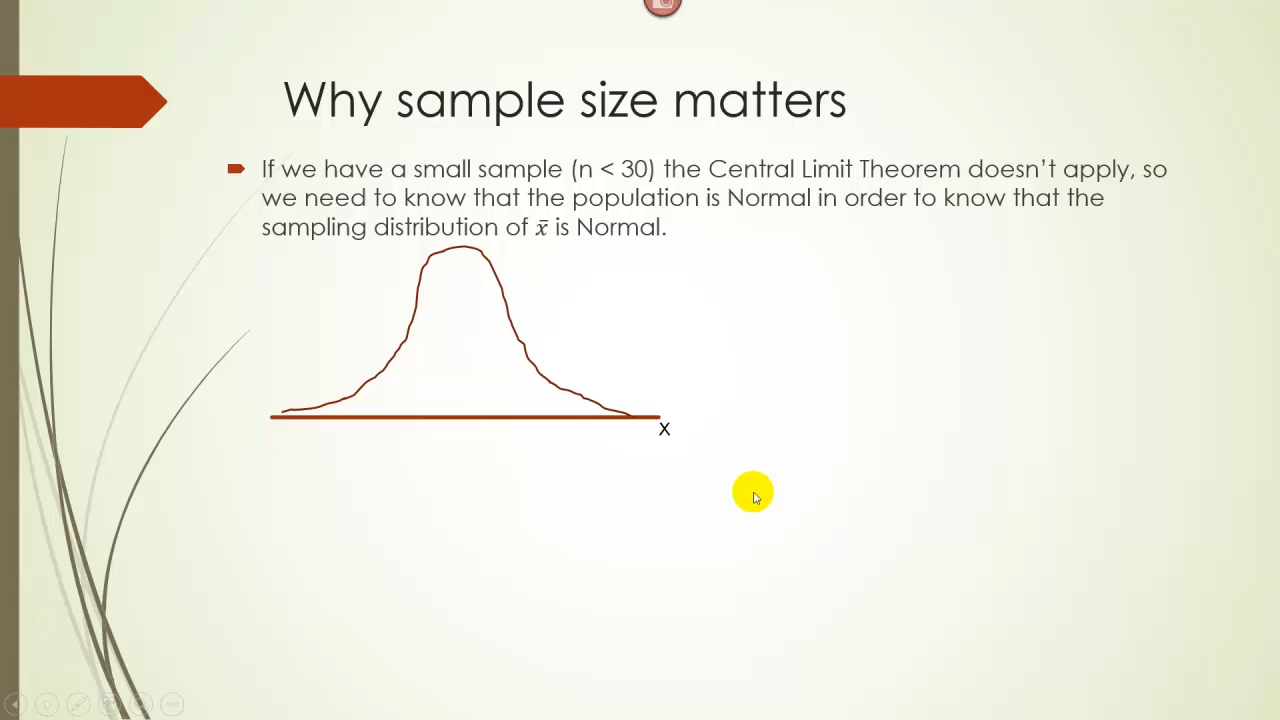 Why sample size matters
If we have a small sample (n < 30) the Central Limit Theorem doesn’t apply, so
we need to know that the population is Normal in order to know that the
sampling distribution of x̄ is Normal.
X